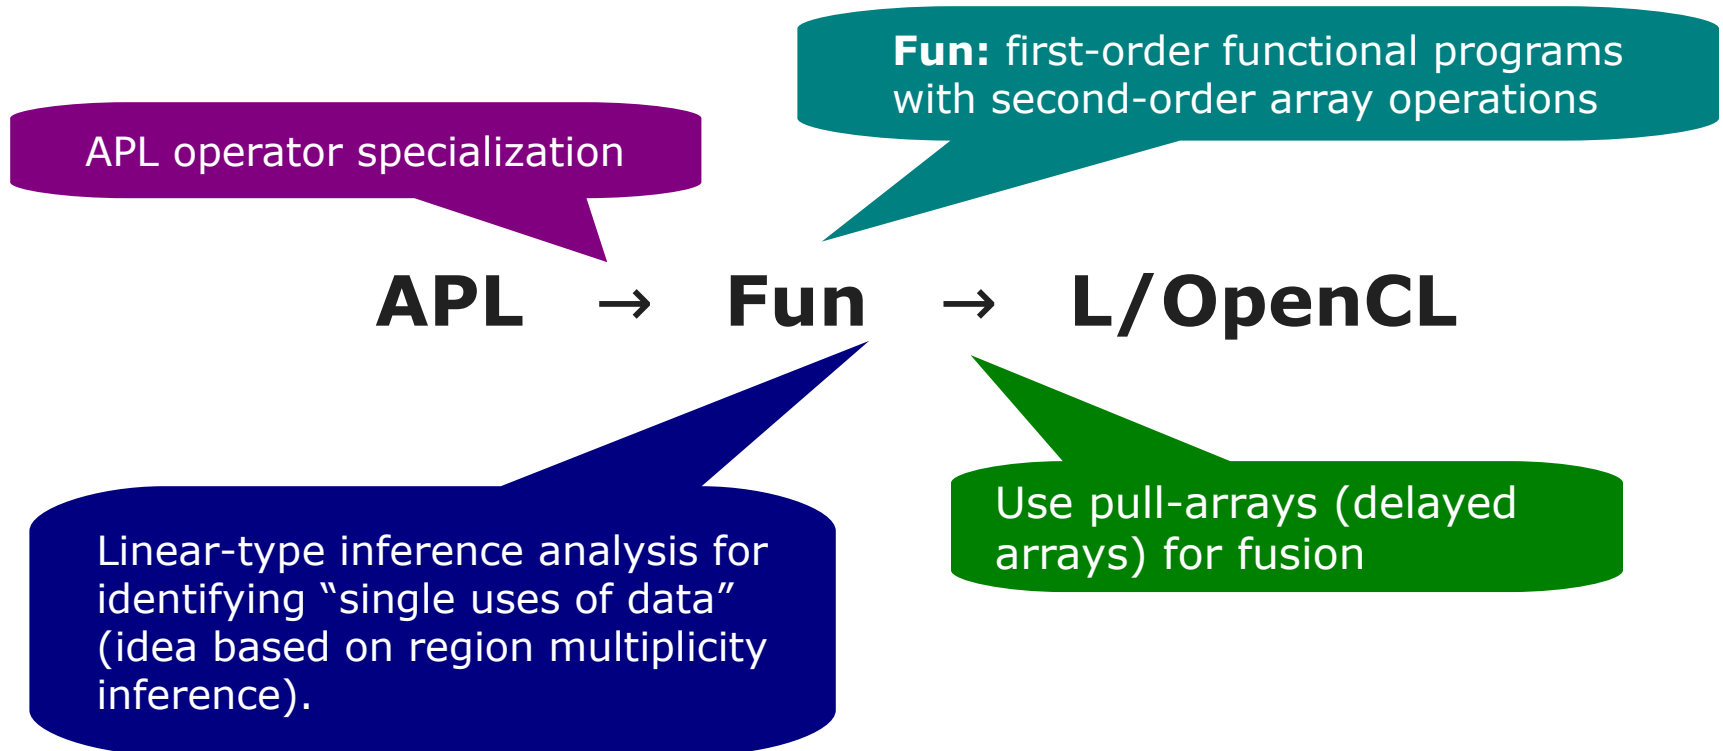 Fun: first-order functional programs
with second-order array operations
APL operator specialization
APL → Fun → L/OpenCL
Linear-type inference analysis for
identifying “single uses of data”
(idea based on region multiplicity
inference).
Use pull-arrays (delayed
arrays) for fusion